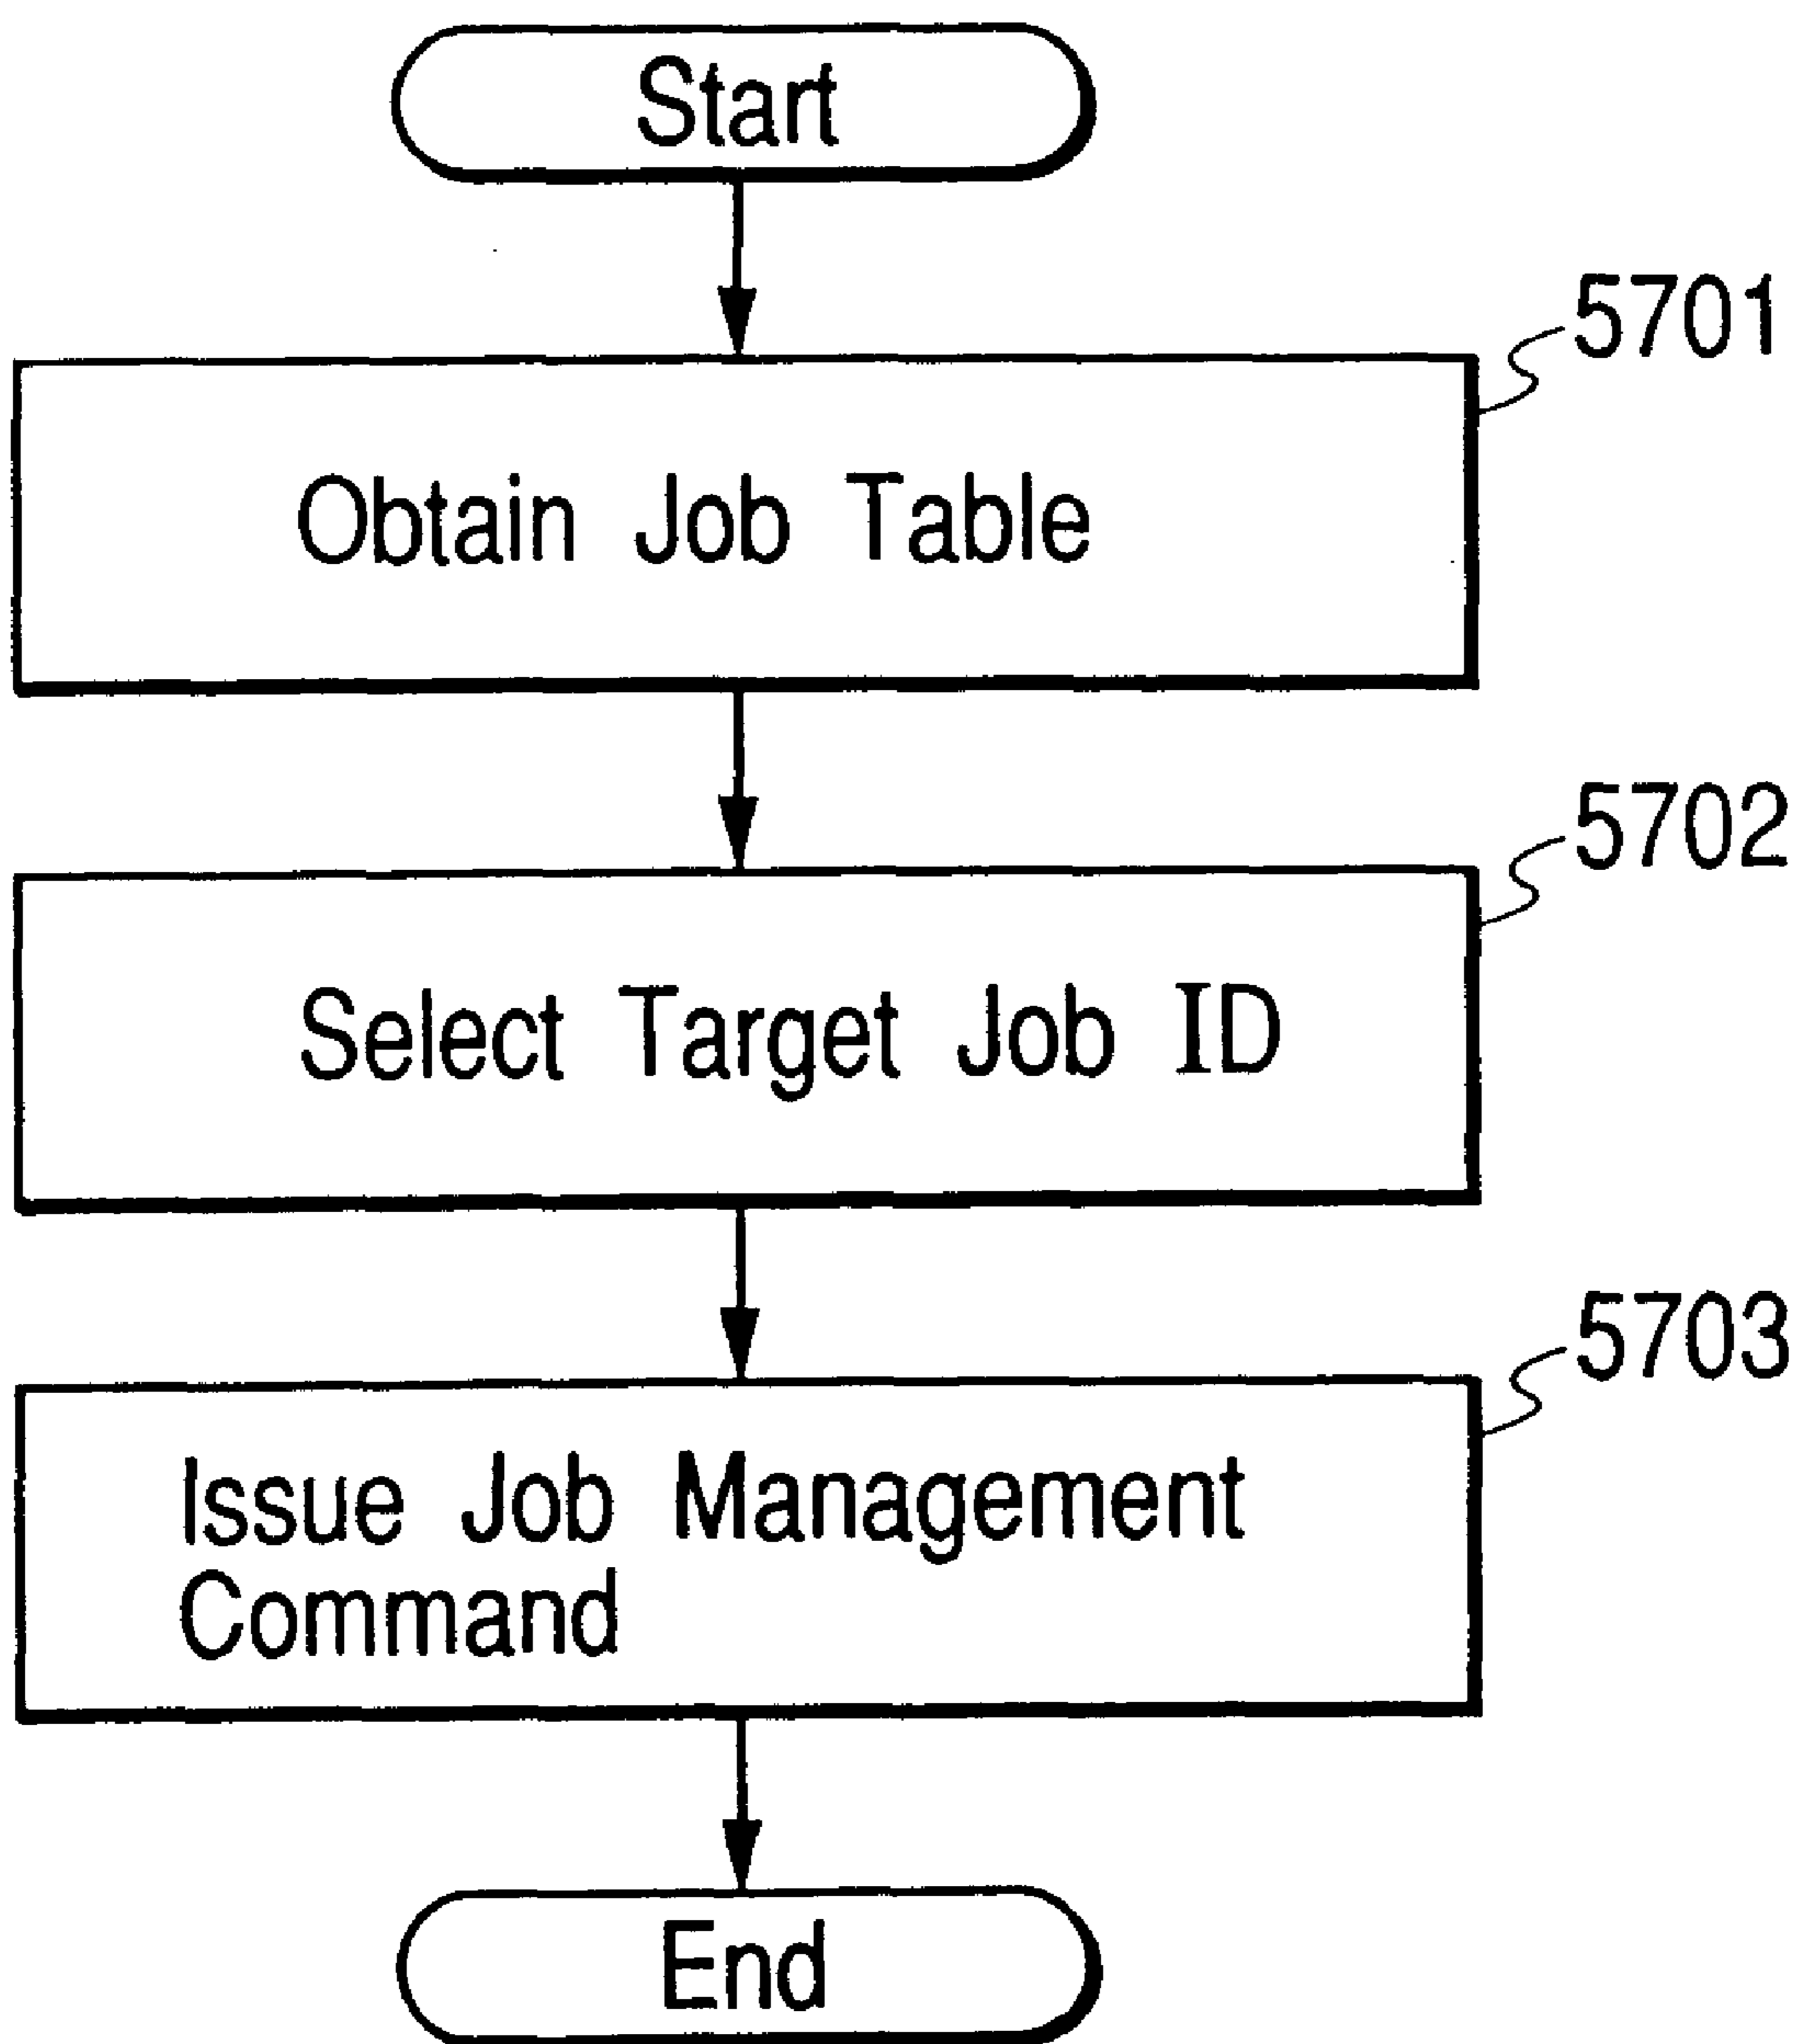 Start
5701
Obtain Job Table
5702
Select Target Job ID
5703
Issue Job Management
Command
End